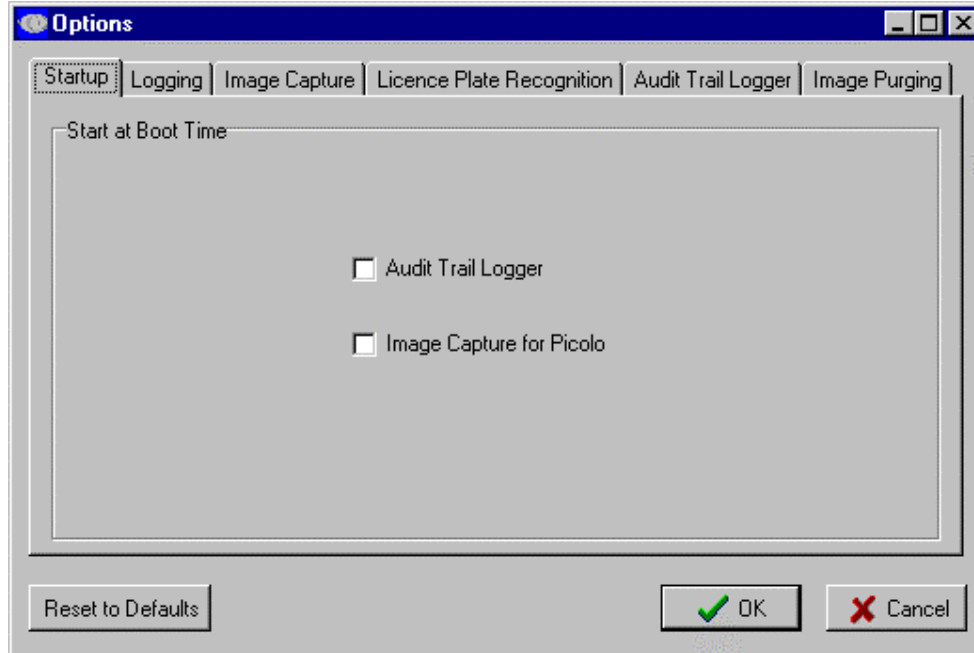 Options
Startup Logging Image Capture Licence Plate Recognition Audit Trail Logger Image Purging
Start at Boot Time
Audit Trail Logger
Image Capture for Picolo
Reset to Defaults OK Cancel